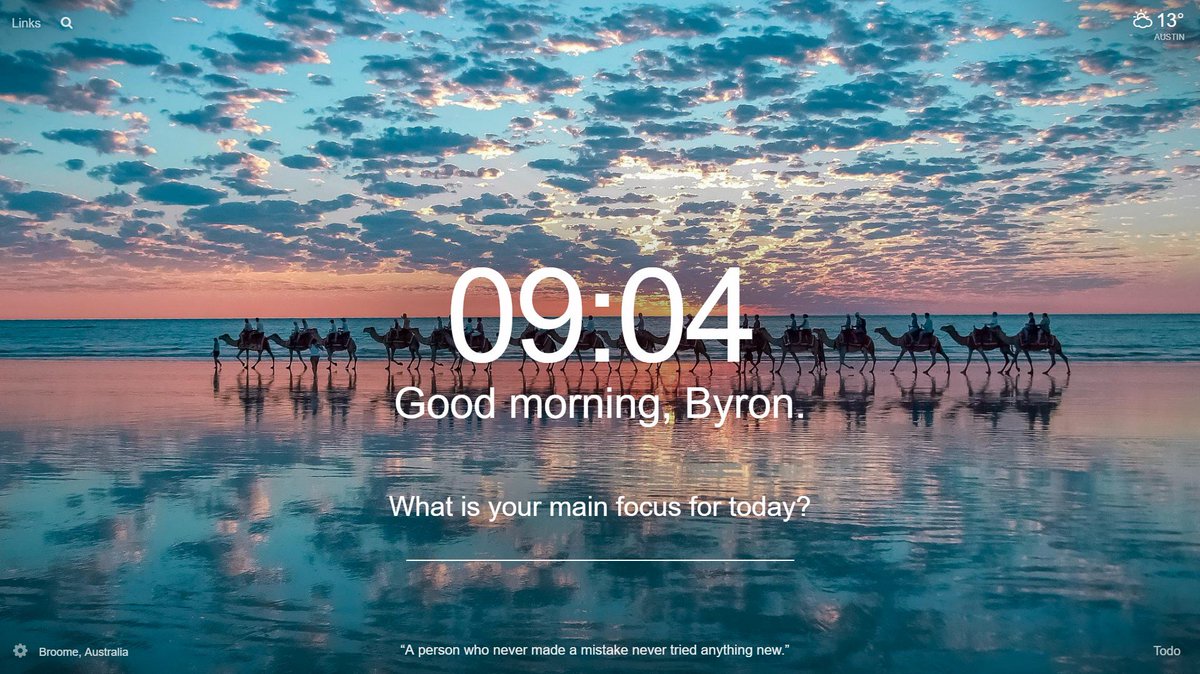 Links
13°
AUSTIN
09:04
Good morning, Byron.
What is your main focus for today?
“A person who never made a mistake never tried anything new.”
Broome, Australia
Todo